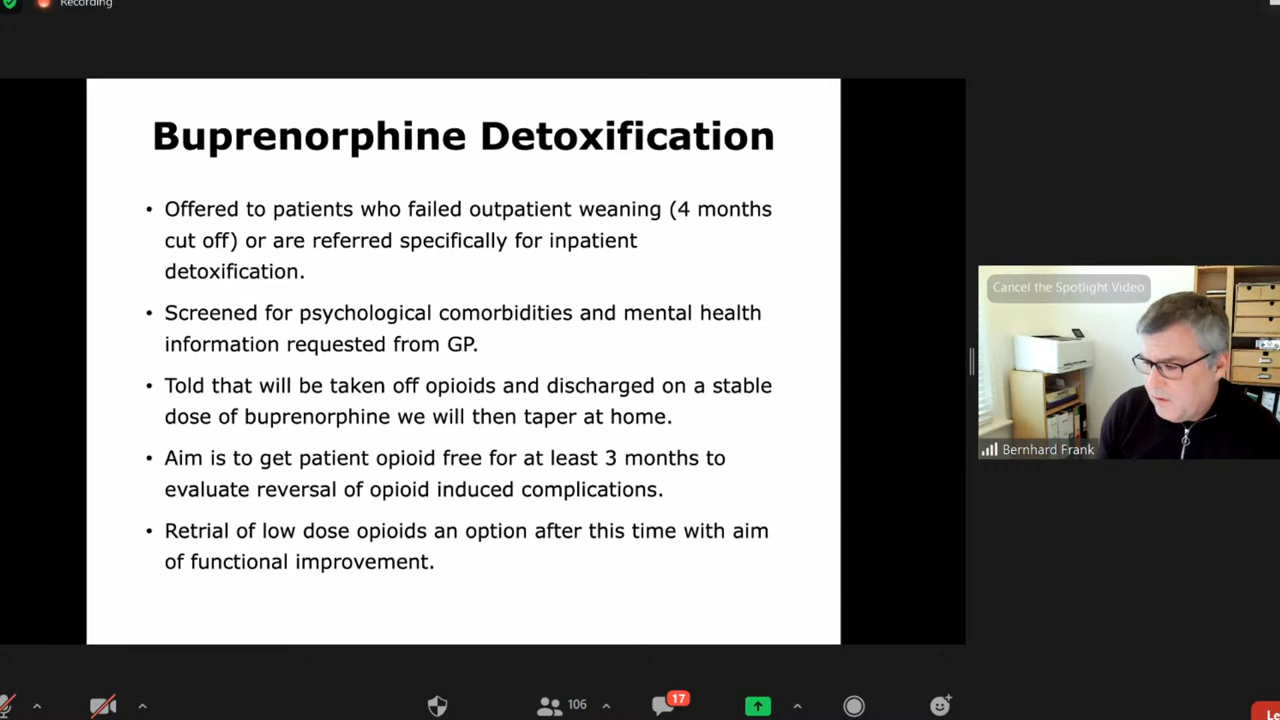 Recording
Buprenorphine Detoxification
• Offered to patients who failed outpatient weaning (4 months
cut off) or are referred specifically for inpatient
detoxification.
• Screened for psychological comorbidities and mental health
information requested from GP.
• Told that will be taken off opioids and discharged on a stable
dose of buprenorphine we will then taper at home.
• Aim is to get patient opioid free for at least 3 months to
evaluate reversal of opioid induced complications.
• Retrial of low dose opioids an option after this time with aim
of functional improvement.
Cancel the Spotlight Video
Bernhard Frank
106
17